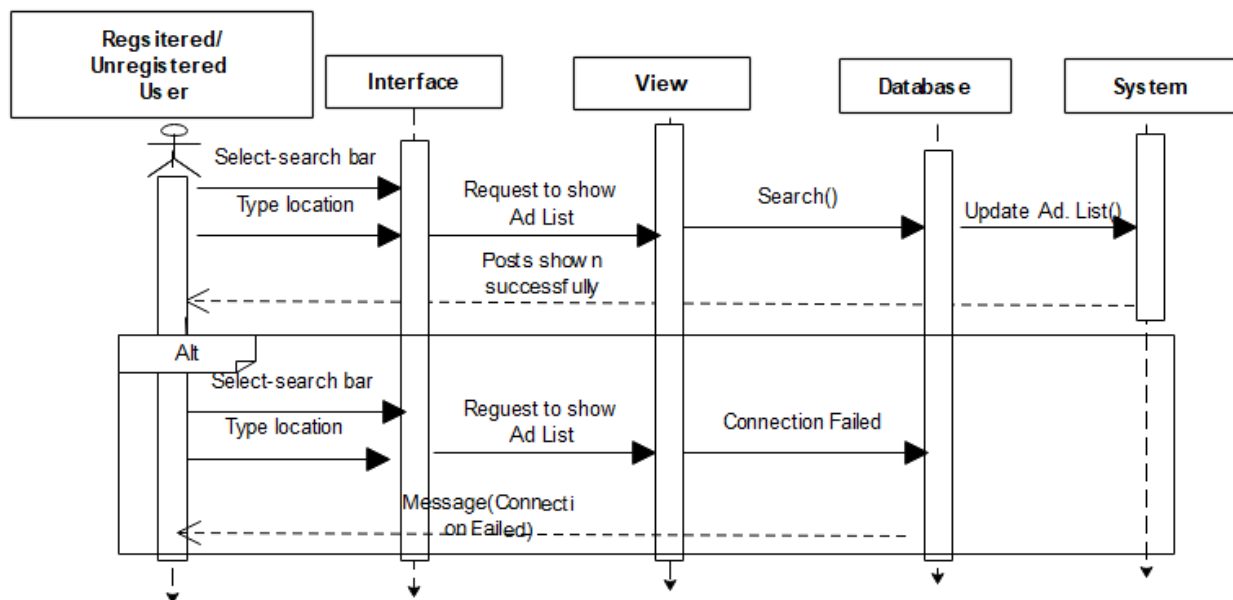 Regsitered/
Unregistered
User
Interface
View
Database
System
Select-search bar
Type location
Request to show
Ad List
Search()
Update Ad. List()
Posts shown
successfully
Alt
Select-search bar
Type location
Reguest to show
Ad List
Connection Failed
Message(Connecti
on Eailed)